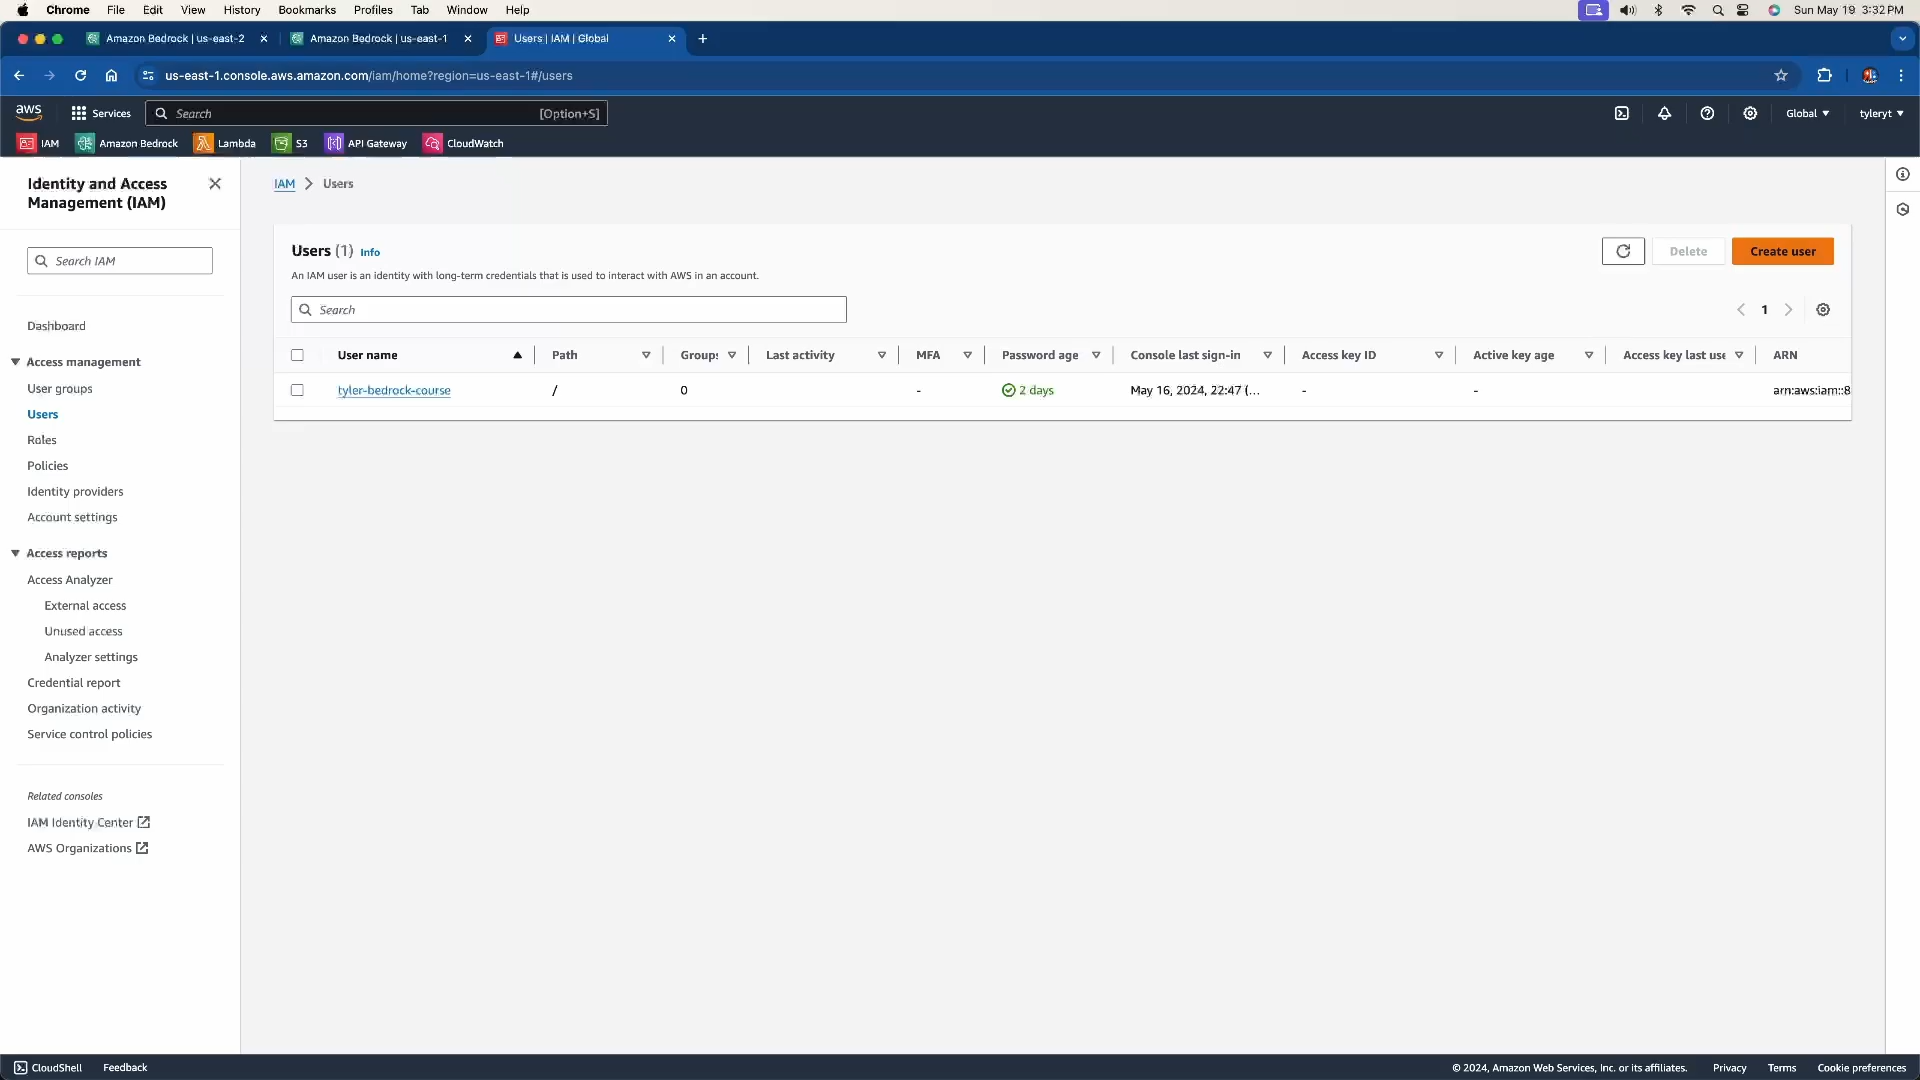 Chrome File Edit View History Bookmarks Profiles Tab Window Help Sun May 19 3:32 PM
Amazon Bedrock | us-east-2 Amazon Bedrock | us-east-1 Users | IAM | Global
us-east-1.console.aws.amazon.com/iam/home?region=us-east-1#/users
aws Services Search [Option+S] Global tyleryt
IAM Amazon Bedrock Lambda S3 API Gateway CloudWatch
Identity and Access
Management (IAM)
Search IAM
Dashboard
Access management
User groups
Users
Roles
Policies
Identity providers
Account settings
Access reports
Access Analyzer
External access
Unused access
Analyzer settings
Credential report
Organization activity
Service control policies
Related consoles
IAM Identity Center
AWS Organizations
IAM Users
Users (1) Info
Delete Create user
An IAM user is an identity with long-term credentials that is used to interact with AWS in an account.
Search
1
User name Path Groups Last activity MFA Password age Console last sign-in Access key ID Active key age Access key last use ARN
tyler-bedrock-course / 0 - 2 days May 16, 2024, 22:47 (... - - arn:aws:iam::8
CloudShell Feedback © 2024, Amazon Web Services, Inc. or its affiliates. Privacy Terms Cookie preferences